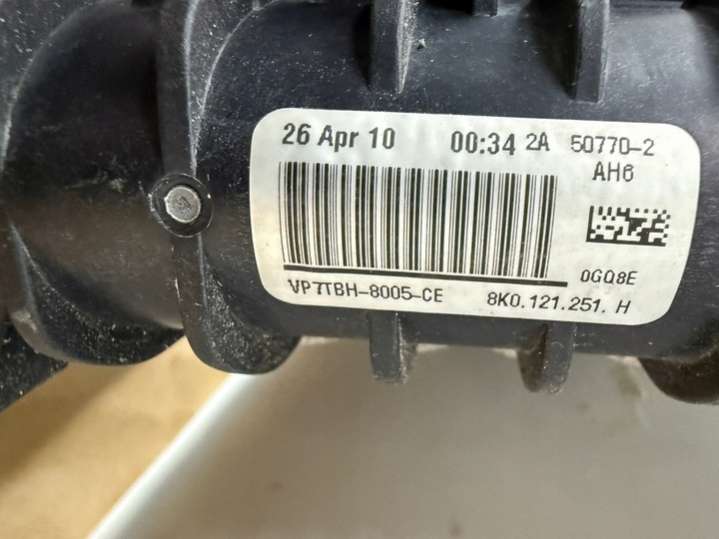 26 Apr 10 00:34 2A 50770-2
AH6
0GQ8E
VP7TBH-8005-CE 8K0.121.251. H